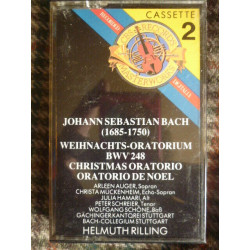 CASSETTE
2
JOHANN SEBASTIAN BACH
(1685-1750)
WEIHNACHTS-ORATORIUM
BWV 248
CHRISTMAS ORATORIO
ORATORIO DE NOEL
ARLEEN AUGER, Sopran
CHRISTA MUCKENHEIM, Echo-Sopran
JULIA HAMARI, Alt
PETER SCHREIER, Tenor
WOLFGANG SCHÖNE, Baß
GÄCHINGER KANTOREI STUTTGART
BACH-COLLEGIUM STUTTGART
HELMUTH RILLING